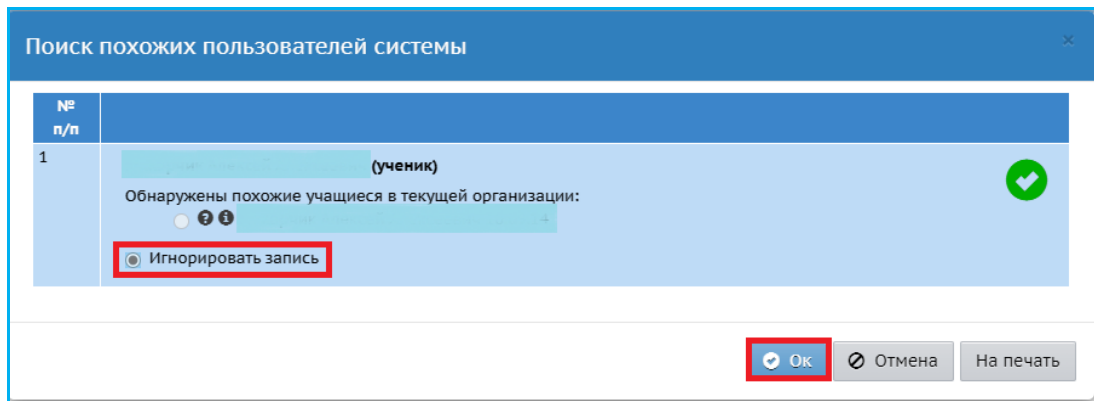 Поиск похожих пользователей системы
×
№
п/п
1
(ученик)
Обнаружены похожие учащиеся в текущей организации:
Игнорировать запись
Ок
Отмена
На печать